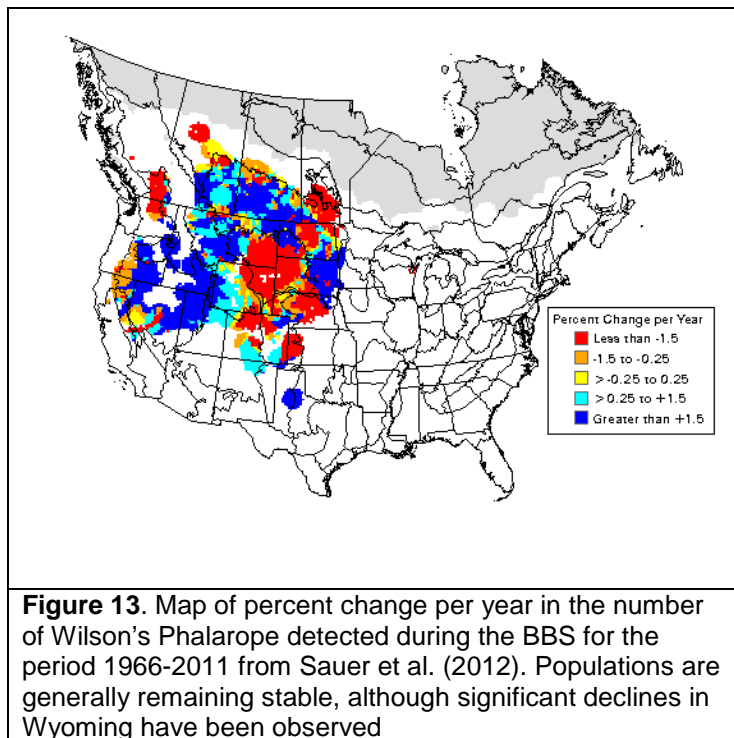 Percent Change per Year
Less than -1.5
-1.5 to -0.25
> -0.25 to 0.25
> 0.25 to +1.5
Greater than +1.5
Figure 13. Map of percent change per year in the number
of Wilson’s Phalarope detected during the BBS for the
period 1966-2011 from Sauer et al. (2012). Populations are
generally remaining stable, although significant declines in
Wyoming have been observed